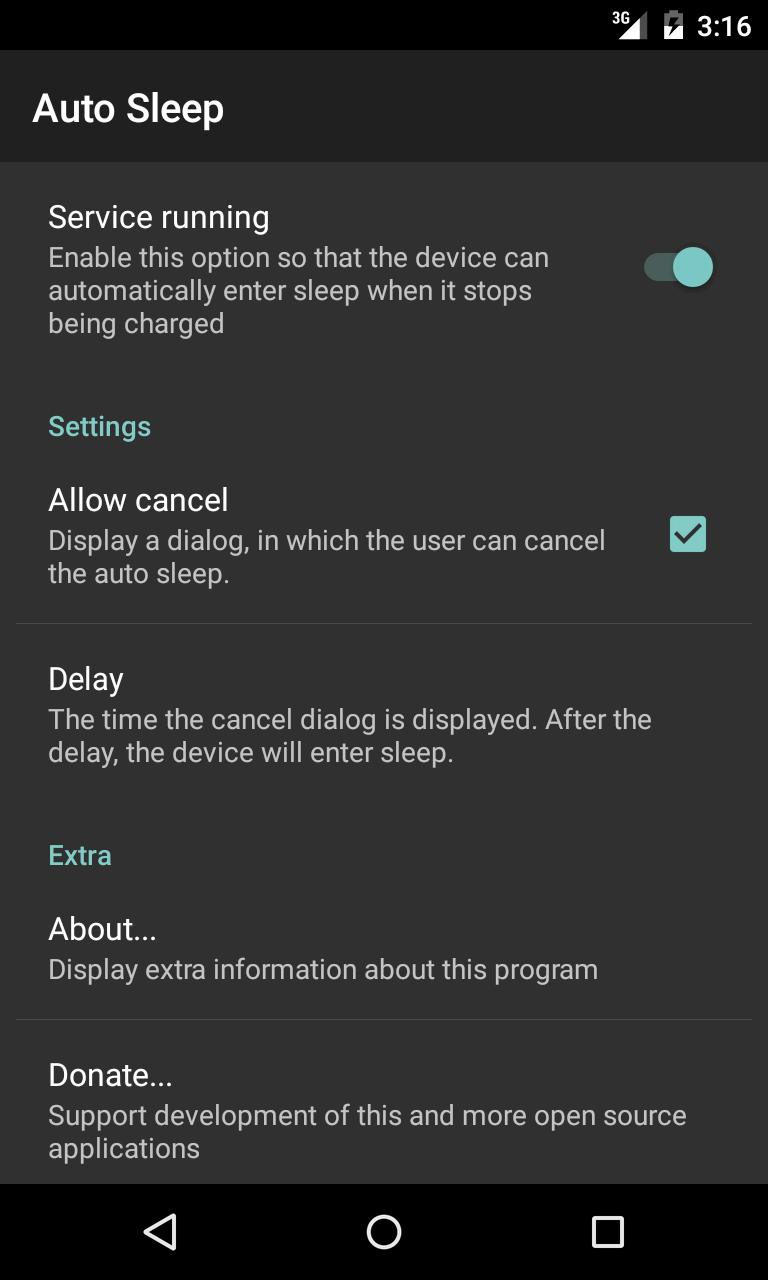 3G 3:16
Auto Sleep
Service running
Enable this option so that the device can
automatically enter sleep when it stops
being charged
Settings
Allow cancel
Display a dialog, in which the user can cancel
the auto sleep.
Delay
The time the cancel dialog is displayed. After the
delay, the device will enter sleep.
Extra
About...
Display extra information about this program
Donate...
Support development of this and more open source
applications